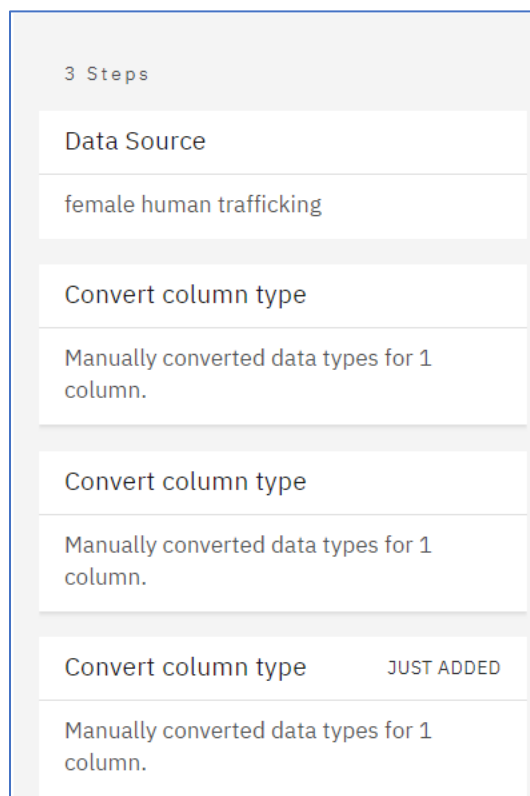 3 Steps
Data Source
female human trafficking
Convert column type
Manually converted data types for 1
column.
Convert column type
Manually converted data types for 1
column.
Convert column type JUST ADDED
Manually converted data types for 1
column.